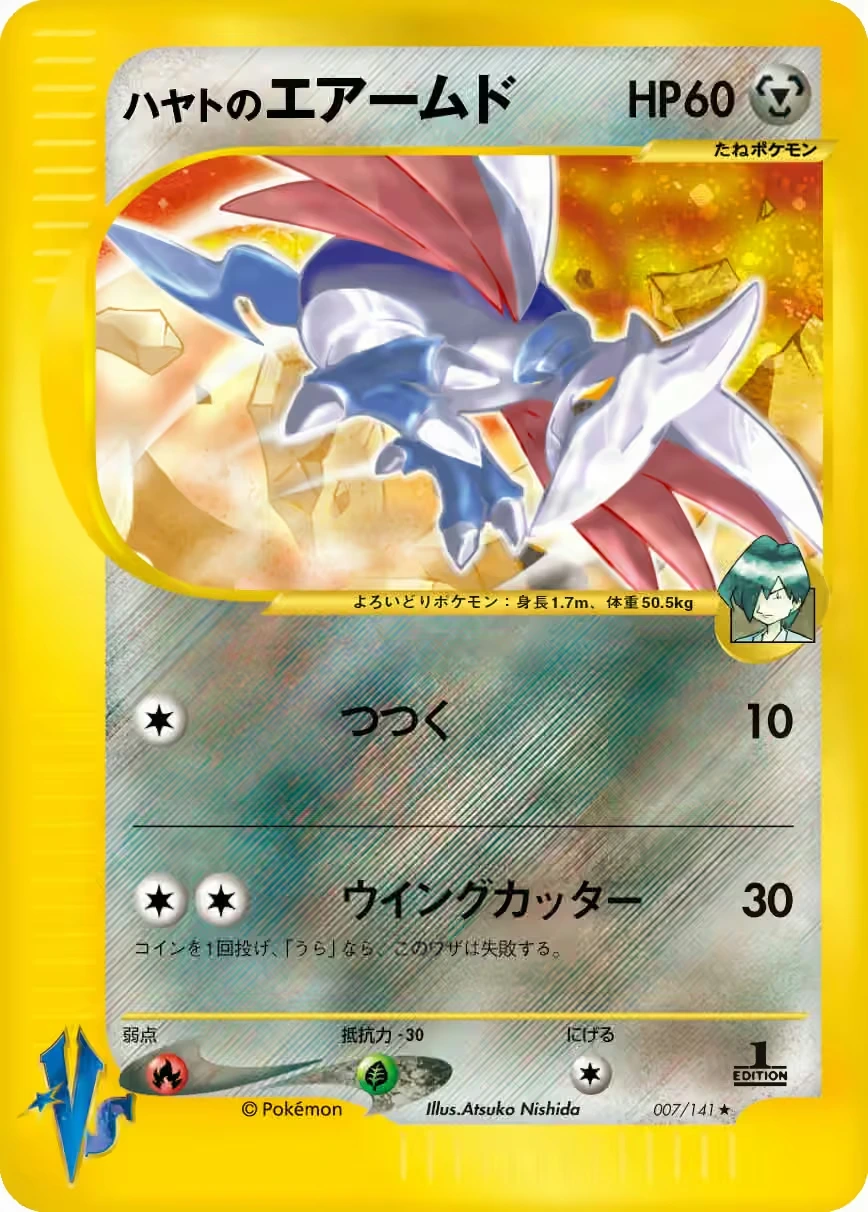 ハヤトのエアームド HP60
たねポケモン
よろいどりポケモン：身長1.7m、体重50.5kg
つつく 10
ウイングカッター 30
コインを1回投げ、「うら」なら、このワザは失敗する。
弱点 抵抗力 -30 にげる
1
EDITION
© Pokémon Illus.Atsuko Nishida 007/141★
VS